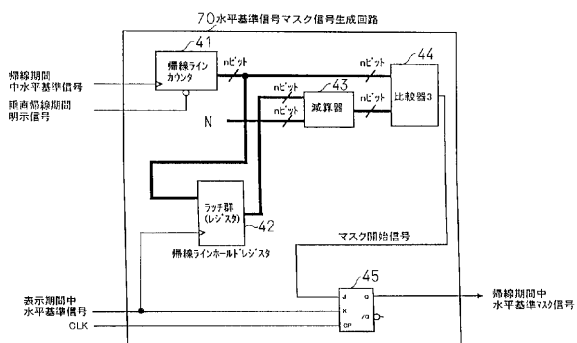 70水平基準信号マスク信号生成回路
41
帰線ライン
カウンタ
nビット
nビット
44
比較器3
43
nビット
減算器
nビット
nビット
N
帰線期間
中水平基準信号
垂直帰線期間
明示信号
ラッチ群
(レジスタ)
42
帰線ラインホールドレジスタ
マスク開始信号
45
J
Q
K
/Q
CP
表示期間中
水平基準信号
CLK
帰線期間中
水平基準マスク信号